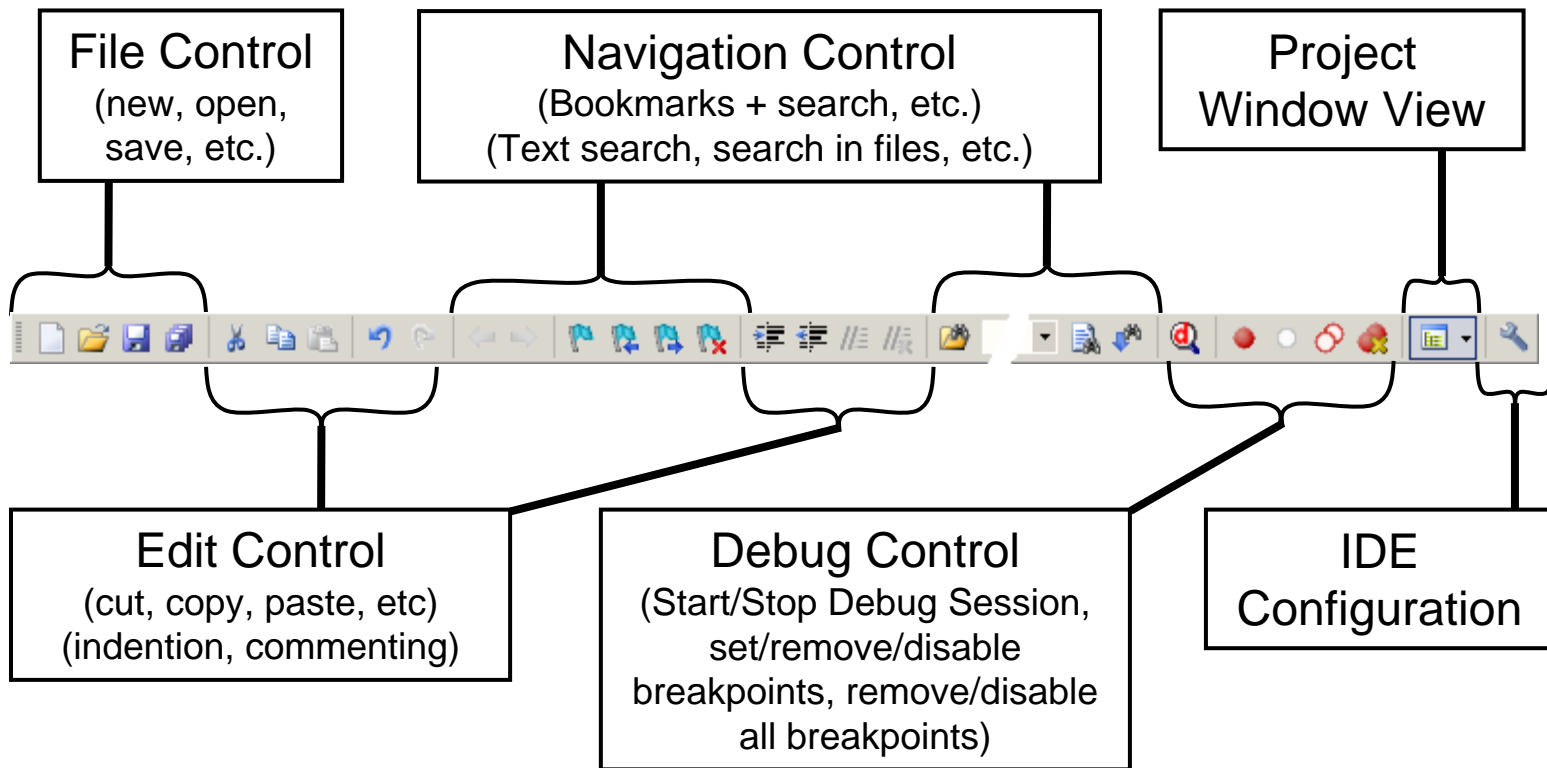 File Control
(new, open,
save, etc.)
Navigation Control
(Bookmarks + search, etc.)
(Text search, search in files, etc.)
Project
Window View
Edit Control
(cut, copy, paste, etc)
(indention, commenting)
Debug Control
(Start/Stop Debug Session,
set/remove/disable
breakpoints, remove/disable
all breakpoints)
IDE
Configuration